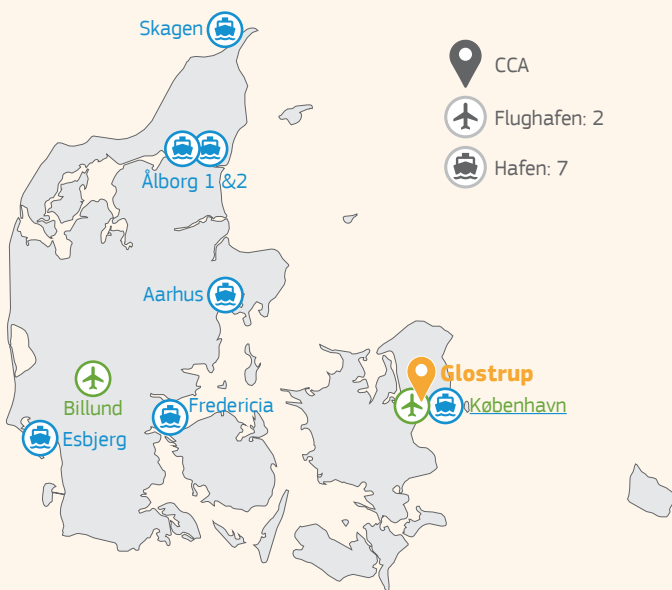 Skagen
CCA
Flughafen: 2
Hafen: 7
Ålborg 1 &2
Aarhus
Glostrup
Billund
Fredericia
København
Esbjerg